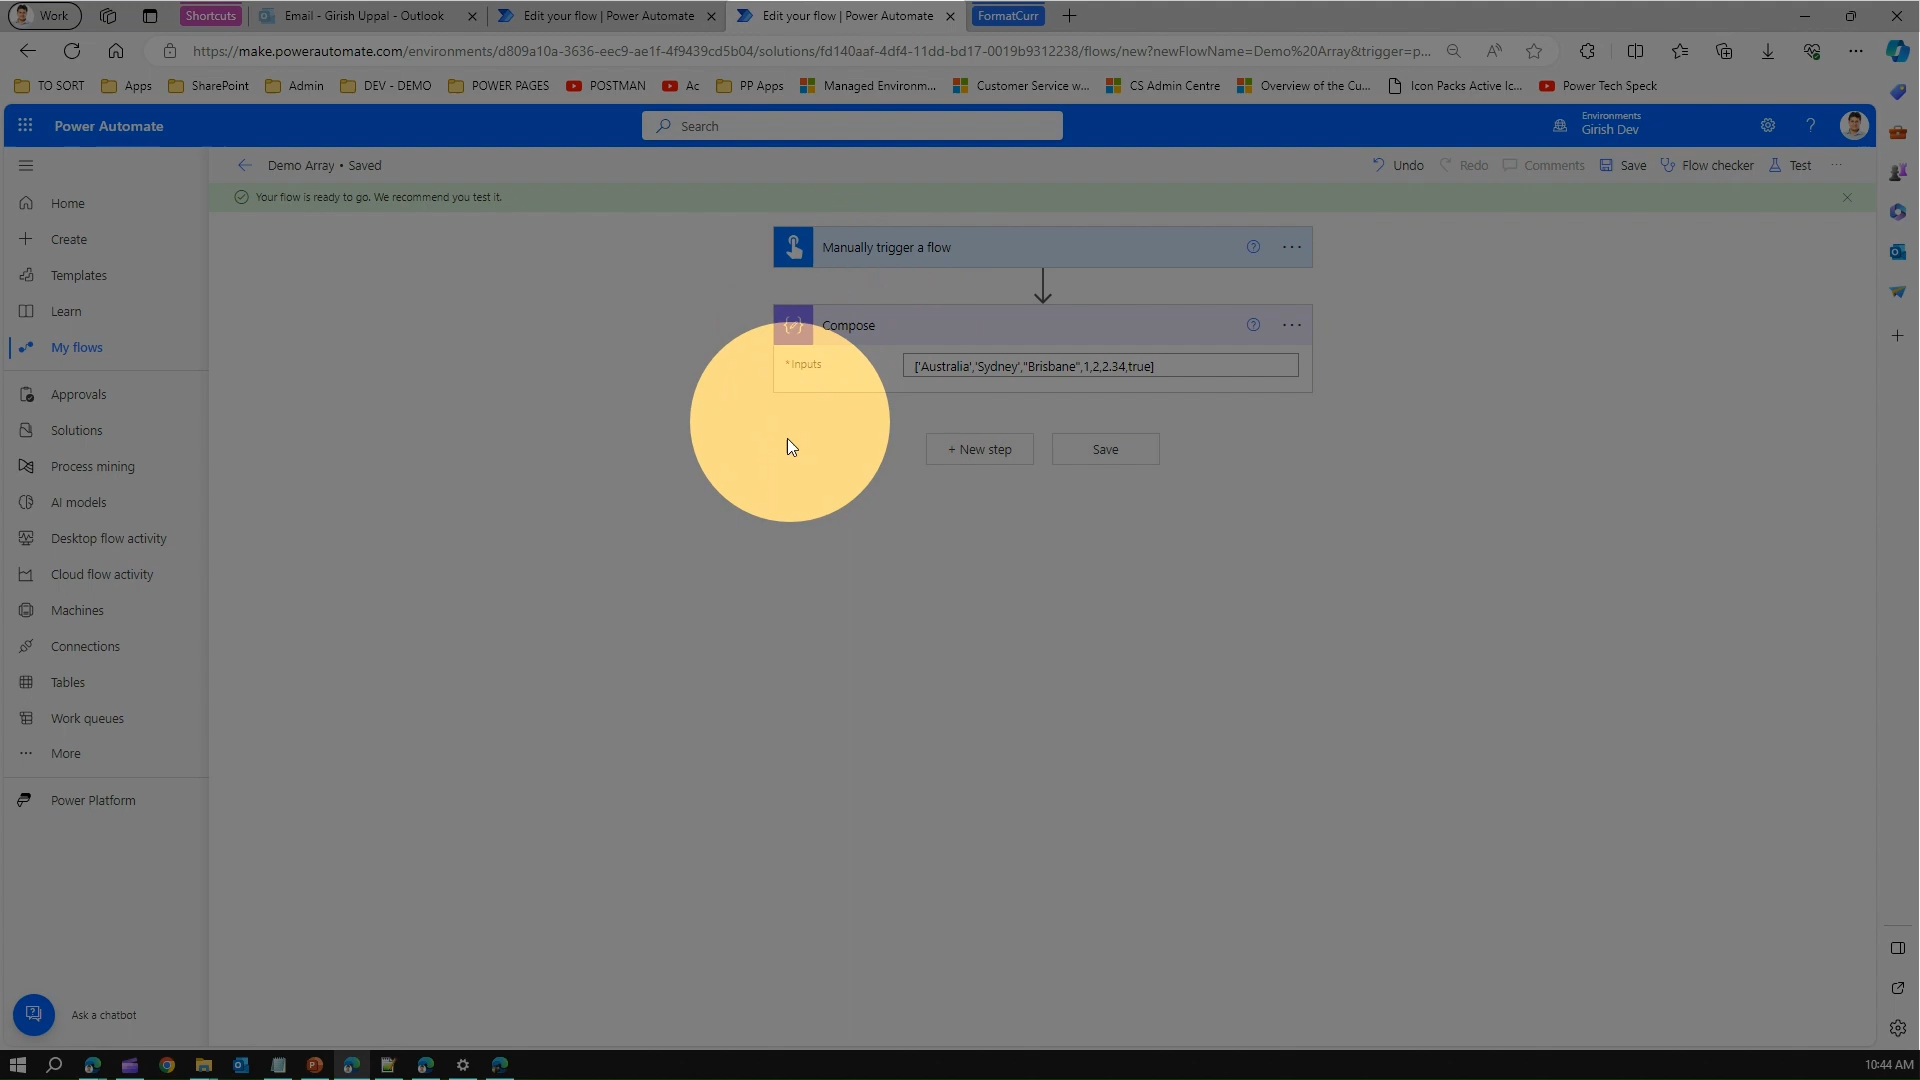 Work
Shortcuts
Email - Girish Uppal - Outlook
Edit your flow | Power Automate
Edit your flow | Power Automate
FormatCurr
https://make.powerautomate.com/environments/d809a10a-3636-eec9-ae1f-4f9439cd5b04/solutions/fd140aaf-4df4-11dd-bd17-0019b9312238/flows/new?newFlowName=Demo%20Array&trigger=p...
TO SORT
Apps
SharePoint
Admin
DEV - DEMO
POWER PAGES
POSTMAN
Ac
PP Apps
Managed Environm...
Customer Service w...
CS Admin Centre
Overview of the Cu...
Icon Packs Active Ic...
Power Tech Speck
Power Automate
Search
Environments
Girish Dev
Demo Array • Saved
Undo
Redo
Comments
Save
Flow checker
Test
Your flow is ready to go. We recommend you test it.
Home
Create
Templates
Learn
My flows
Approvals
Solutions
Process mining
AI models
Desktop flow activity
Cloud flow activity
Machines
Connections
Tables
Work queues
More
Power Platform
Ask a chatbot
Manually trigger a flow
Compose
* Inputs
['Australia','Sydney',"Brisbane",1,2,2.34,true]
+ New step
Save
10:44 AM